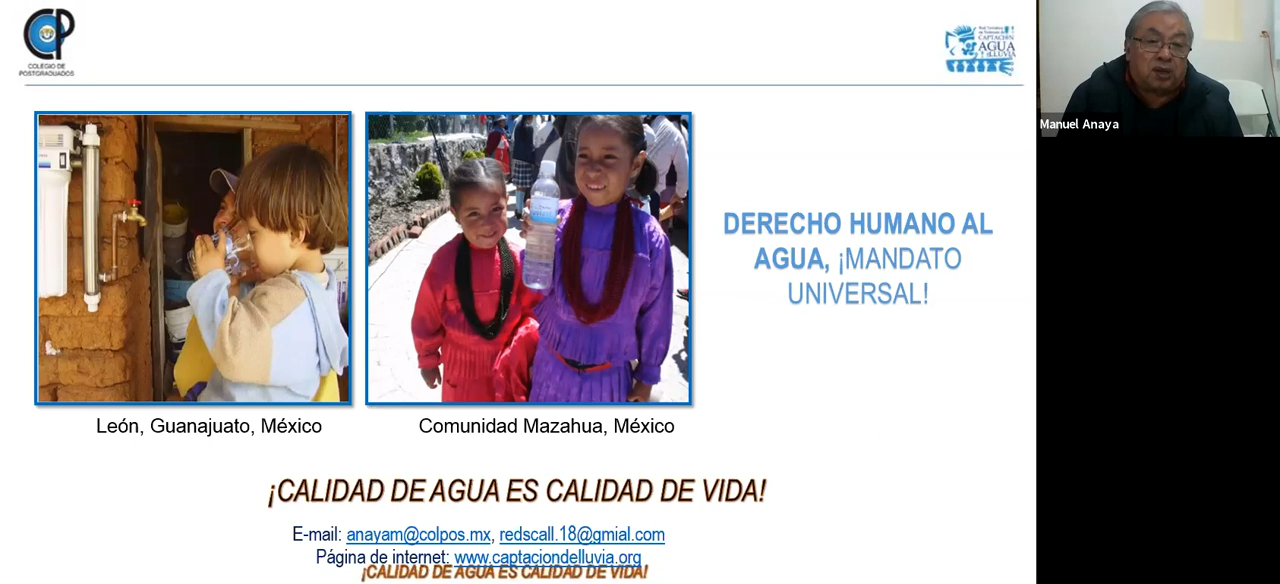 COLEGIO DE
POSTGRADUADOS
CAPTACIÓN
AGUA
Manuel Anaya
DERECHO HUMANO AL
AGUA, ¡MANDATO
UNIVERSAL!
León, Guanajuato, México
Comunidad Mazahua, México
¡CALIDAD DE AGUA ES CALIDAD DE VIDA!
E-mail: anayam@colpos.mx, redscall.18@gmial.com
Página de internet: www.captaciondelluvia.org
¡CALIDAD DE AGUA ES CALIDAD DE VIDA!